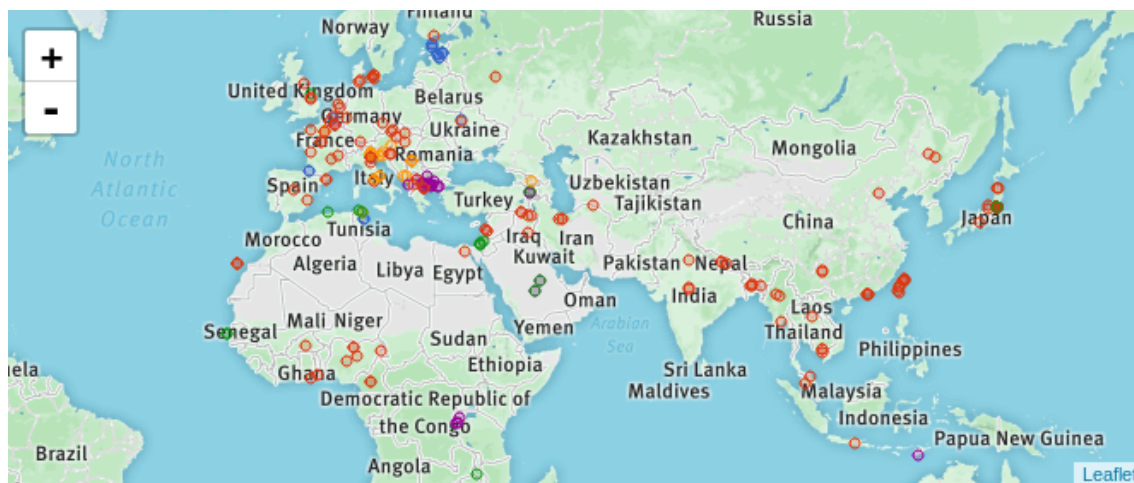 Finland
Norway
Russia
+
-
United Kingdom
Belarus
Germany
Ukraine
Kazakhstan
France
Mongolia
Romania
North
Atlantic
Ocean
Spain
Italy
Uzbekistan
Turkey
Tajikistan
China
Japan
Tunisia
Morocco
Iraq
Iran
Algeria
Libya
Egypt
Kuwait
Pakistan
Nepal
Oman
India
Laos
Senegal
Mali
Niger
Sudan
Yemen
Arabian
Sea
Thailand
Philippines
Ghana
Ethiopia
Sri Lanka
Maldives
Malaysia
Democratic Republic of
the Congo
Indonesia
Papua New Guinea
Brazil
Angola
Leaflet